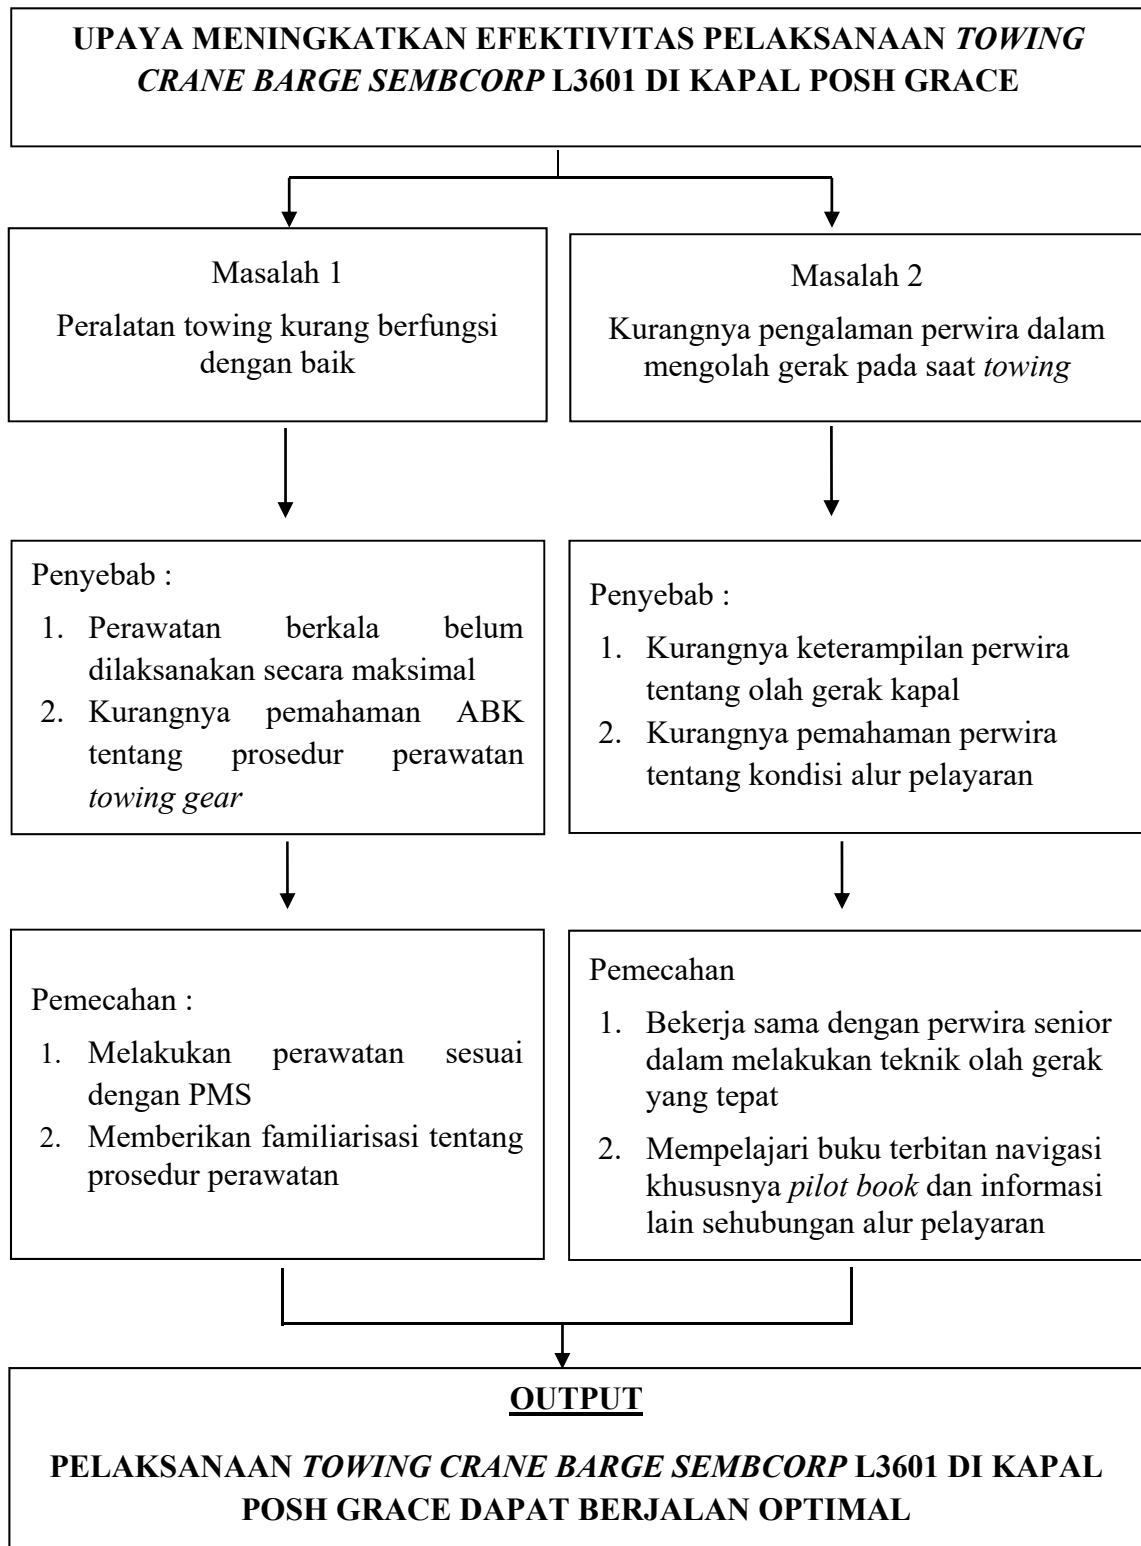 UPAYA MENINGKATKAN EFEKTIVITAS PELAKSANAAN TOWING
CRANE BARGE SEMBCORP L3601 DI KAPAL POSH GRACE
Masalah 1
Peralatan towing kurang berfungsi
dengan baik
Masalah 2
Kurangnya pengalaman perwira dalam
mengolah gerak pada saat towing
Penyebab :
1. Perawatan berkala belum
dilaksanakan secara maksimal
2. Kurangnya pemahaman ABK
tentang prosedur perawatan
towing gear
Penyebab :
1. Kurangnya keterampilan perwira
tentang olah gerak kapal
2. Kurangnya pemahaman perwira
tentang kondisi alur pelayaran
Pemecahan :
1. Melakukan perawatan sesuai
dengan PMS
2. Memberikan familiarisasi tentang
prosedur perawatan
Pemecahan
1. Bekerja sama dengan perwira senior
dalam melakukan teknik olah gerak
yang tepat
2. Mempelajari buku terbitan navigasi
khususnya pilot book dan informasi
lain sehubungan alur pelayaran
OUTPUT
PELAKSANAAN TOWING CRANE BARGE SEMBCORP L3601 DI KAPAL
POSH GRACE DAPAT BERJALAN OPTIMAL